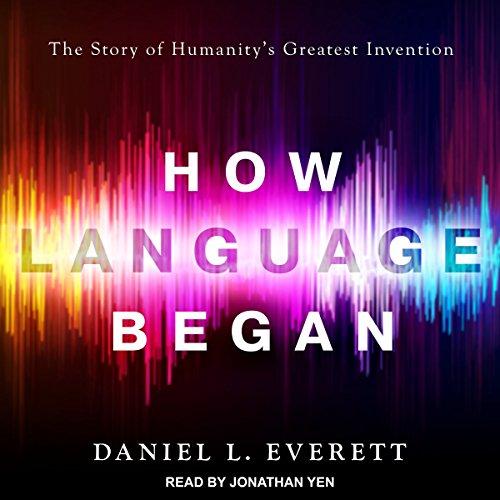 The Story of Humanity's Greatest Invention
HOW
LANGUAGE
BEGAN
DANIEL L. EVERETT
READ BY JONATHAN YEN